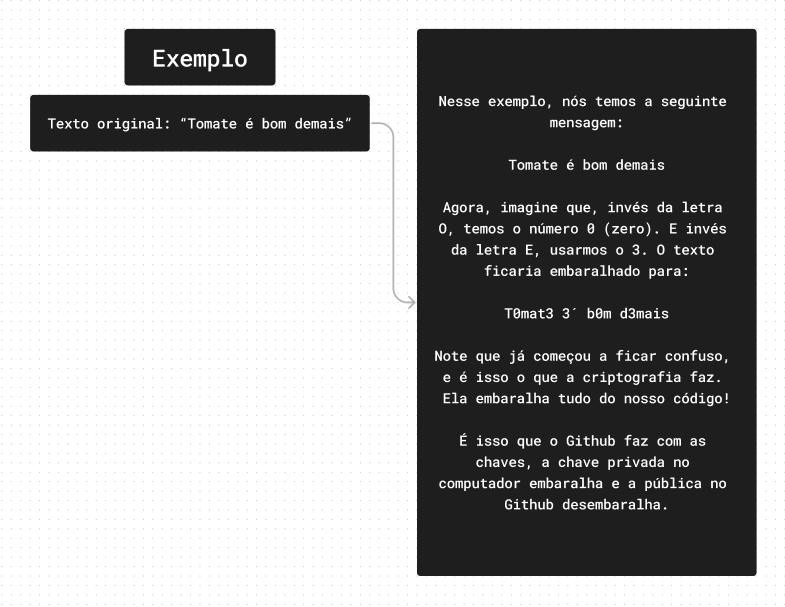 Exemplo
Texto original: “Tomate é bom demais”
Nesse exemplo, nós temos a seguinte
mensagem:
Tomate é bom demais
Agora, imagine que, invés da letra
O, temos o número 0 (zero). E invés
da letra E, usarmos o 3. O texto
ficaria embaralhado para:
T0mat3 3´ b0m d3mais
Note que já começou a ficar confuso,
e é isso o que a criptografia faz.
Ela embaralha tudo do nosso código!
É isso que o Github faz com as
chaves, a chave privada no
computador embaralha e a pública no
Github desembaralha.